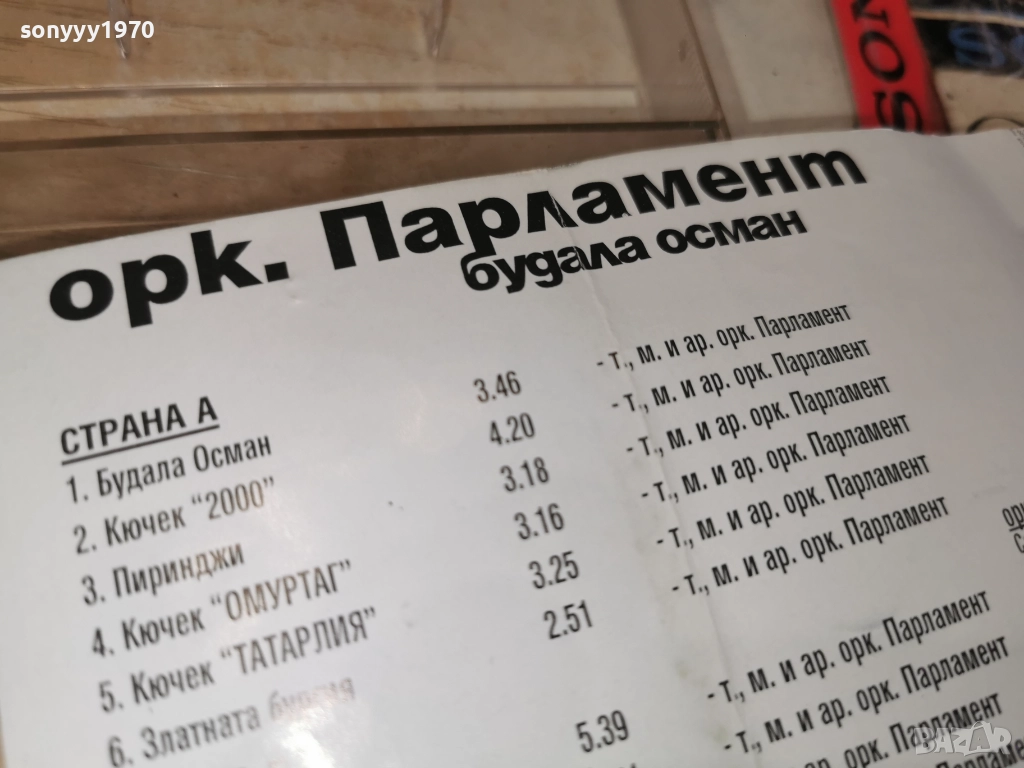 sonyyy1970
SON
орк. Парламент
будала осман
СТРАНА А
1. Будала Осман 3.46 - т., м. и ар. орк. Парламент
2. Кючек “2000” 4.20 - т., м. и ар. орк. Парламент
3. Пиринджи 3.18 - т., м. и ар. орк. Парламент
4. Кючек “ОМУРТАГ” 3.16 - т., м. и ар. орк. Парламент
5. Кючек “ТАТАРЛИЯ” 3.25 - т., м. и ар. орк. Парламент
6. Златната 2.51 - т., м. и ар. орк. Парламент
5.39 - т., м. и ар. орк. Парламент
- т., м. и ар. орк. Парламент
ар. орк. Парламент
BAZAR